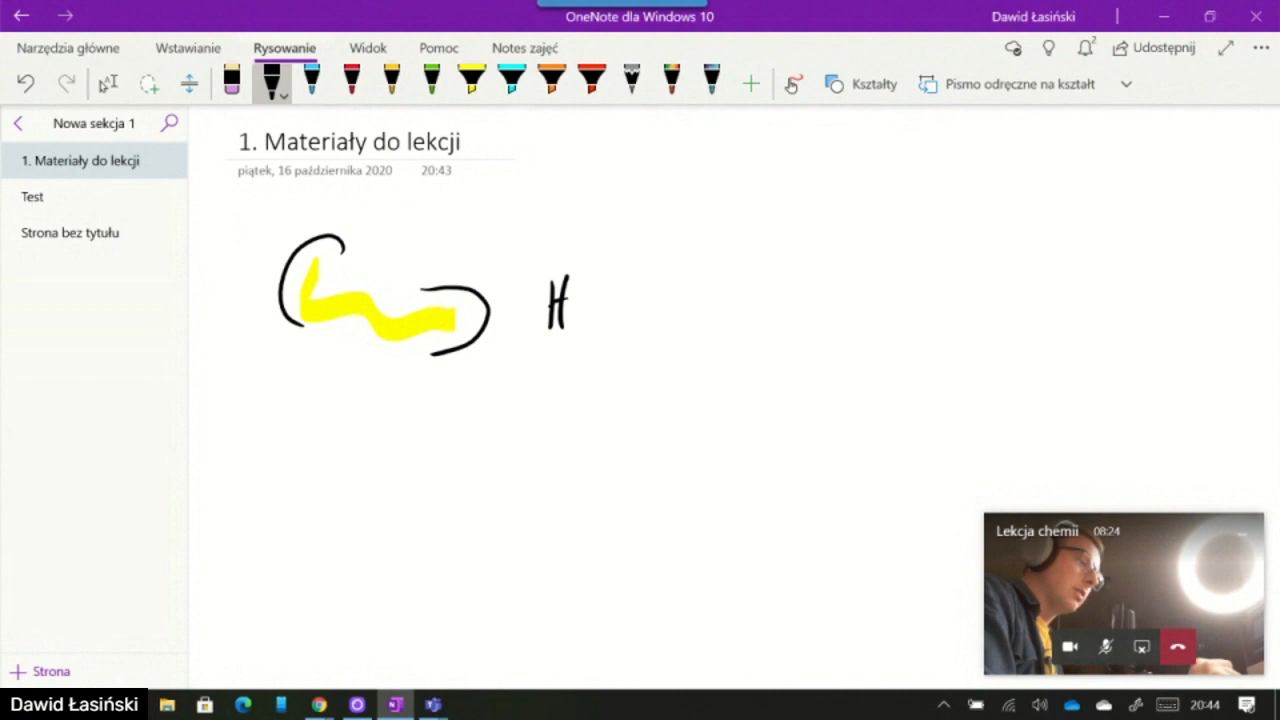 OneNote dla Windows 10
Dawid Łasiński
Narzędzia główne Wstawianie Rysowanie Widok Pomoc Notes zajęć
2 Udostępnij
Kształty Pismo odręczne na kształt
Nowa sekcja 1
1. Materiały do lekcji
Test
Strona bez tytułu
1. Materiały do lekcji
piątek, 16 października 2020 20:43
H
Lekcja chemii 08:24
Strona
Dawid Łasiński
20:44